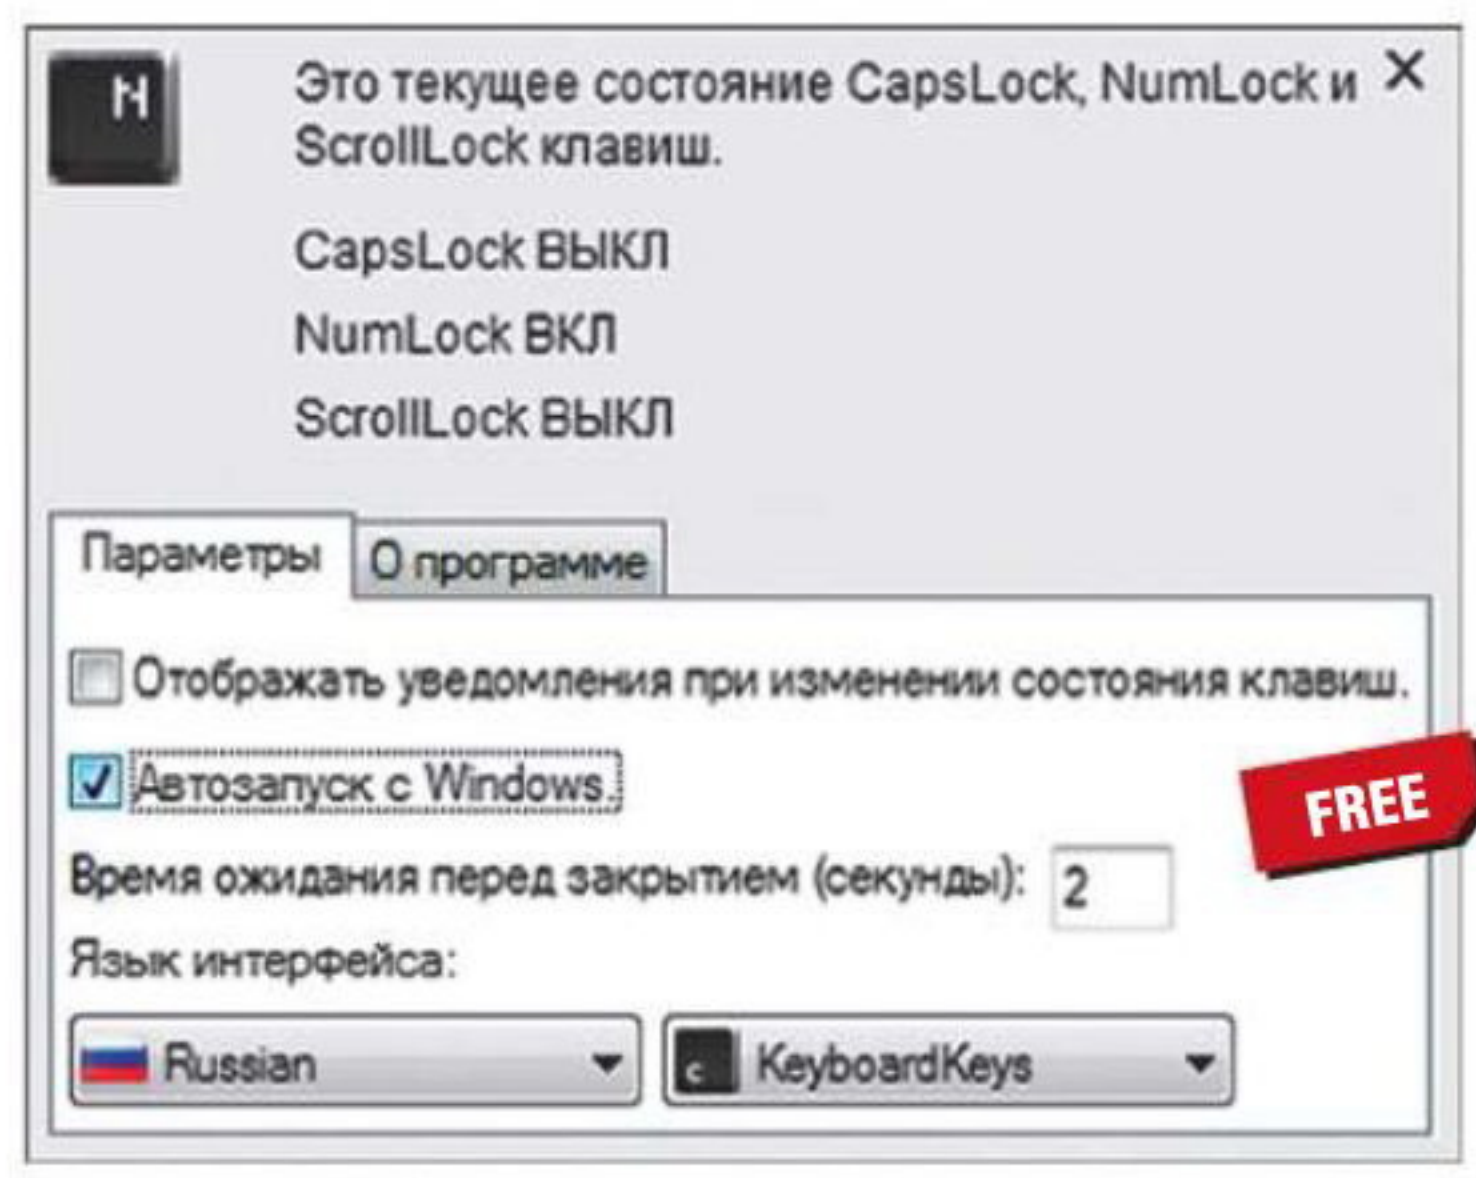 N
Это текущее состояние CapsLock, NumLock и
ScrollLock клавиш.
CapsLock ВЫКЛ
NumLock ВКЛ
ScrollLock ВЫКЛ
Параметры
О программе
Отображать уведомления при изменении состояния клавиш.
Автозапуск с Windows.
FREE
Время ожидания перед закрытием (секунды): 2
Язык интерфейса:
Russian
c KeyboardKeys